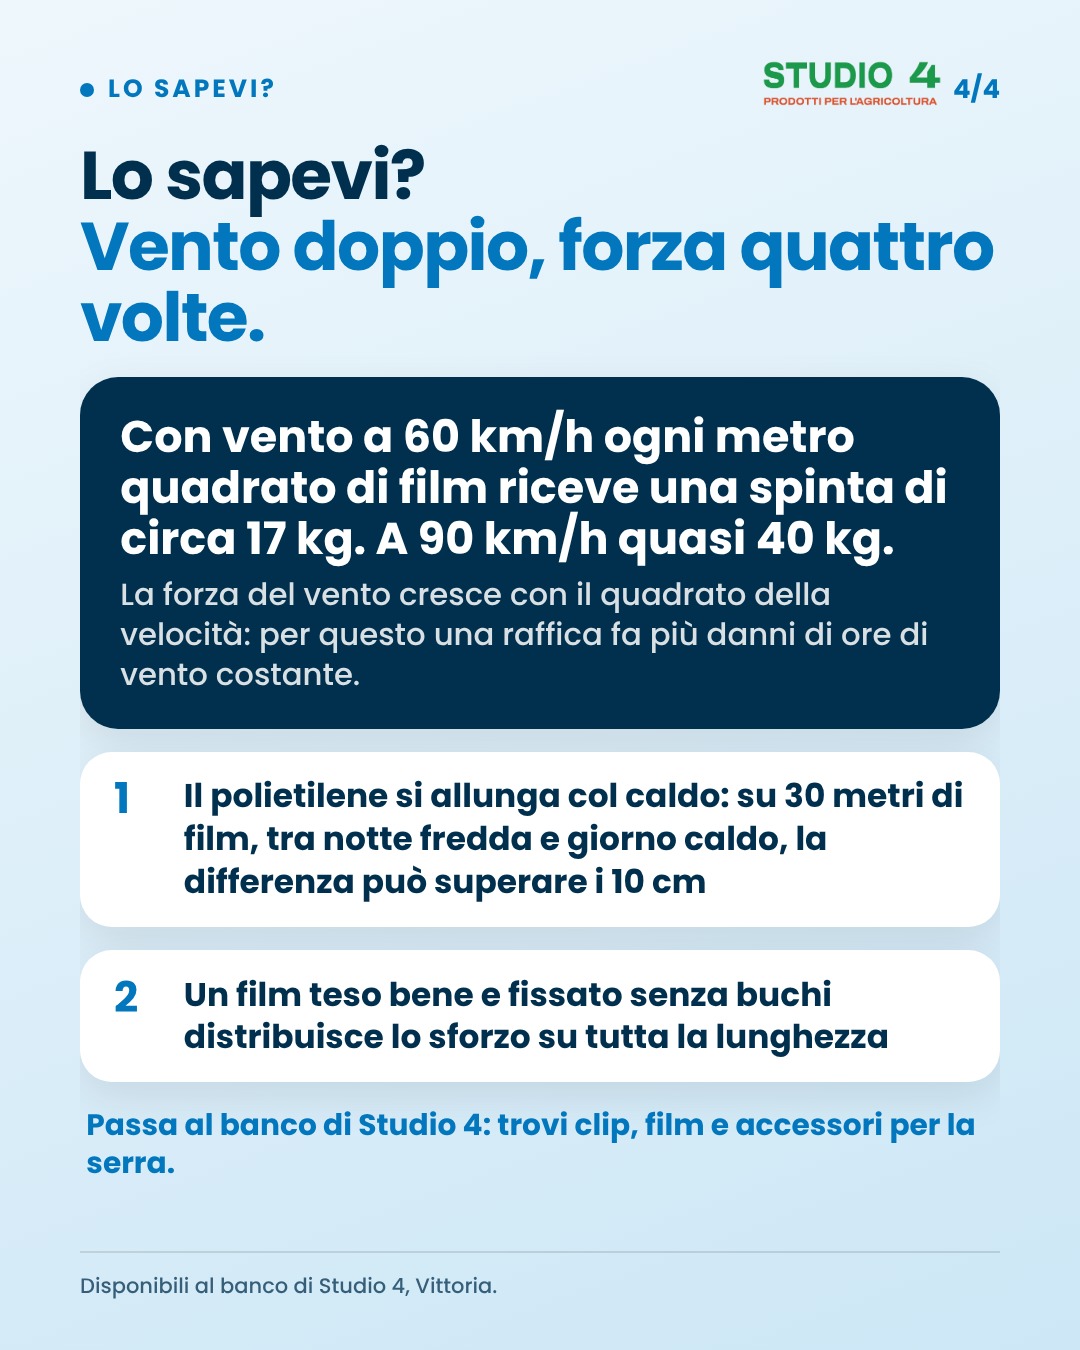 LO SAPEVI?
STUDIO 4
PRODOTTI PER L'AGRICOLTURA
4/4
Lo sapevi?
Vento doppio, forza quattro
volte.
Con vento a 60 km/h ogni metro
quadrato di film riceve una spinta di
circa 17 kg. A 90 km/h quasi 40 kg.
La forza del vento cresce con il quadrato della
velocità: per questo una raffica fa più danni di ore di
vento costante.
1
Il polietilene si allunga col caldo: su 30 metri di
film, tra notte fredda e giorno caldo, la
differenza può superare i 10 cm
2
Un film teso bene e fissato senza buchi
distribuisce lo sforzo su tutta la lunghezza
Passa al banco di Studio 4: trovi clip, film e accessori per la
serra.
Disponibili al banco di Studio 4, Vittoria.